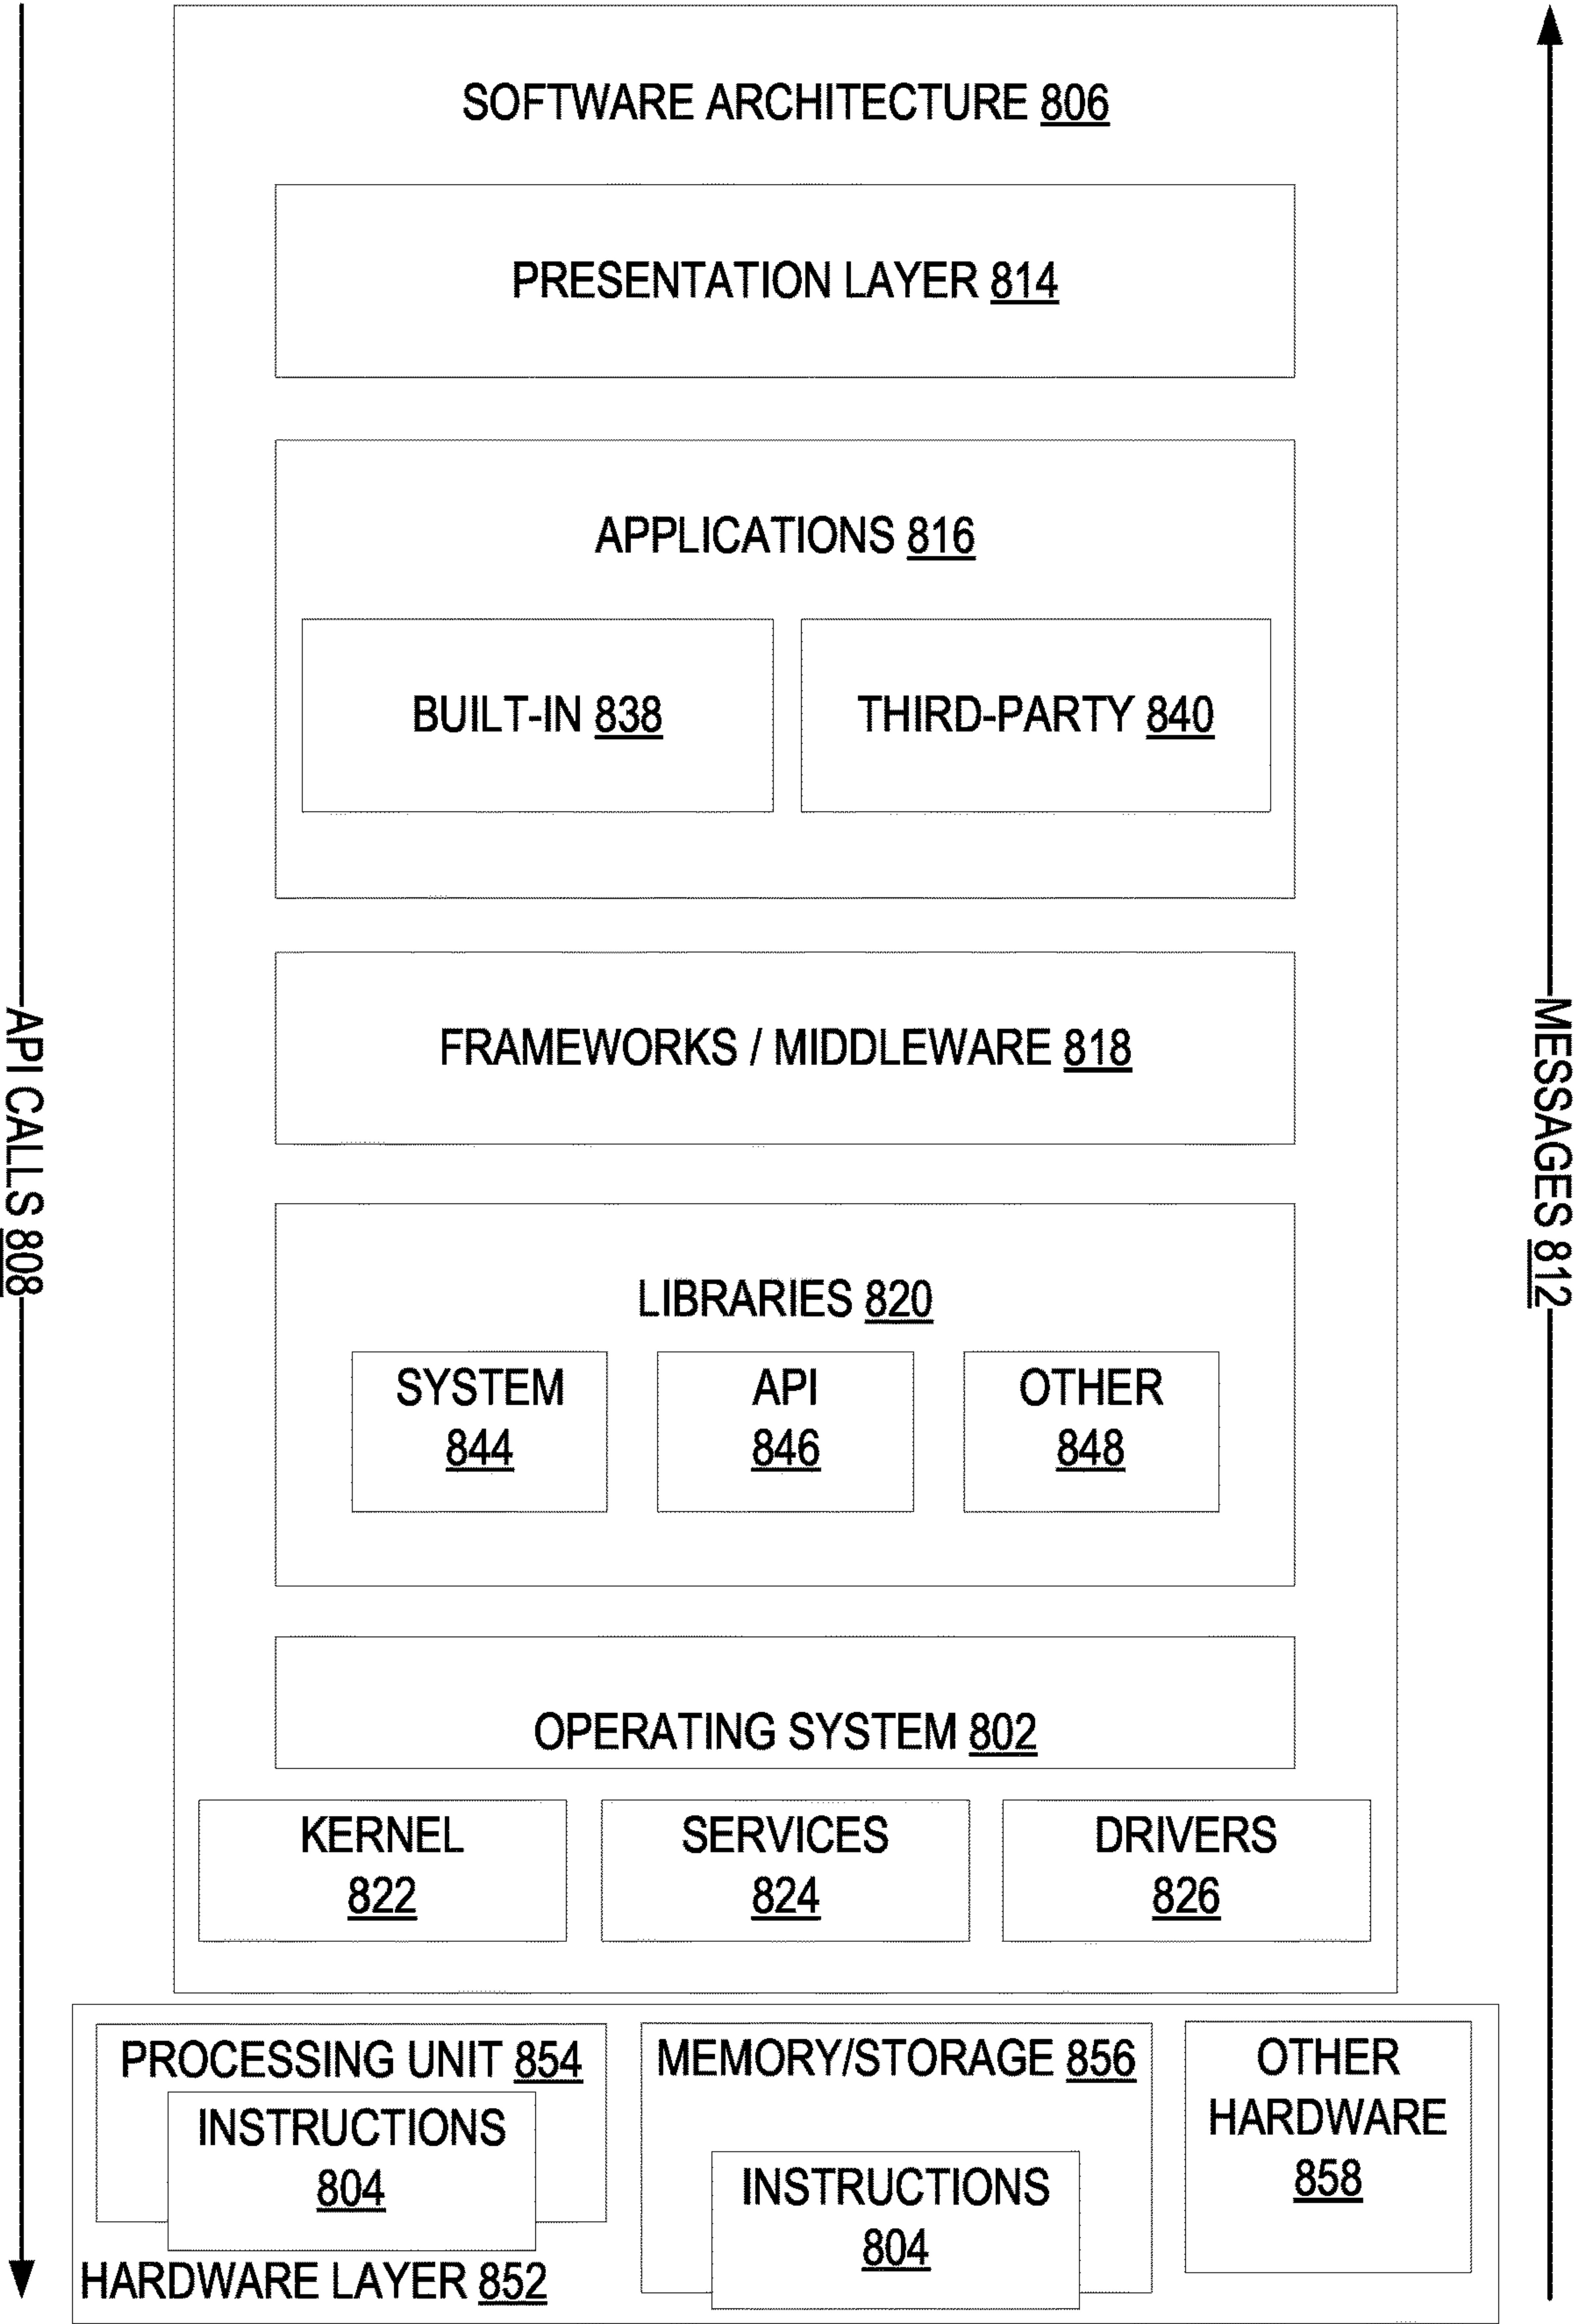 SOFTWARE ARCHITECTURE 806
PRESENTATION LAYER 814
APPLICATIONS 816
BUILT-IN 838
THIRD-PARTY 840
FRAMEWORKS / MIDDLEWARE 818
LIBRARIES 820
SYSTEM
844
API
846
OTHER
848
OPERATING SYSTEM 802
KERNEL
822
SERVICES
824
DRIVERS
826
PROCESSING UNIT 854
INSTRUCTIONS
804
MEMORY/STORAGE 856
INSTRUCTIONS
804
OTHER
HARDWARE
858
HARDWARE LAYER 852
API CALLS 808
MESSAGES 812